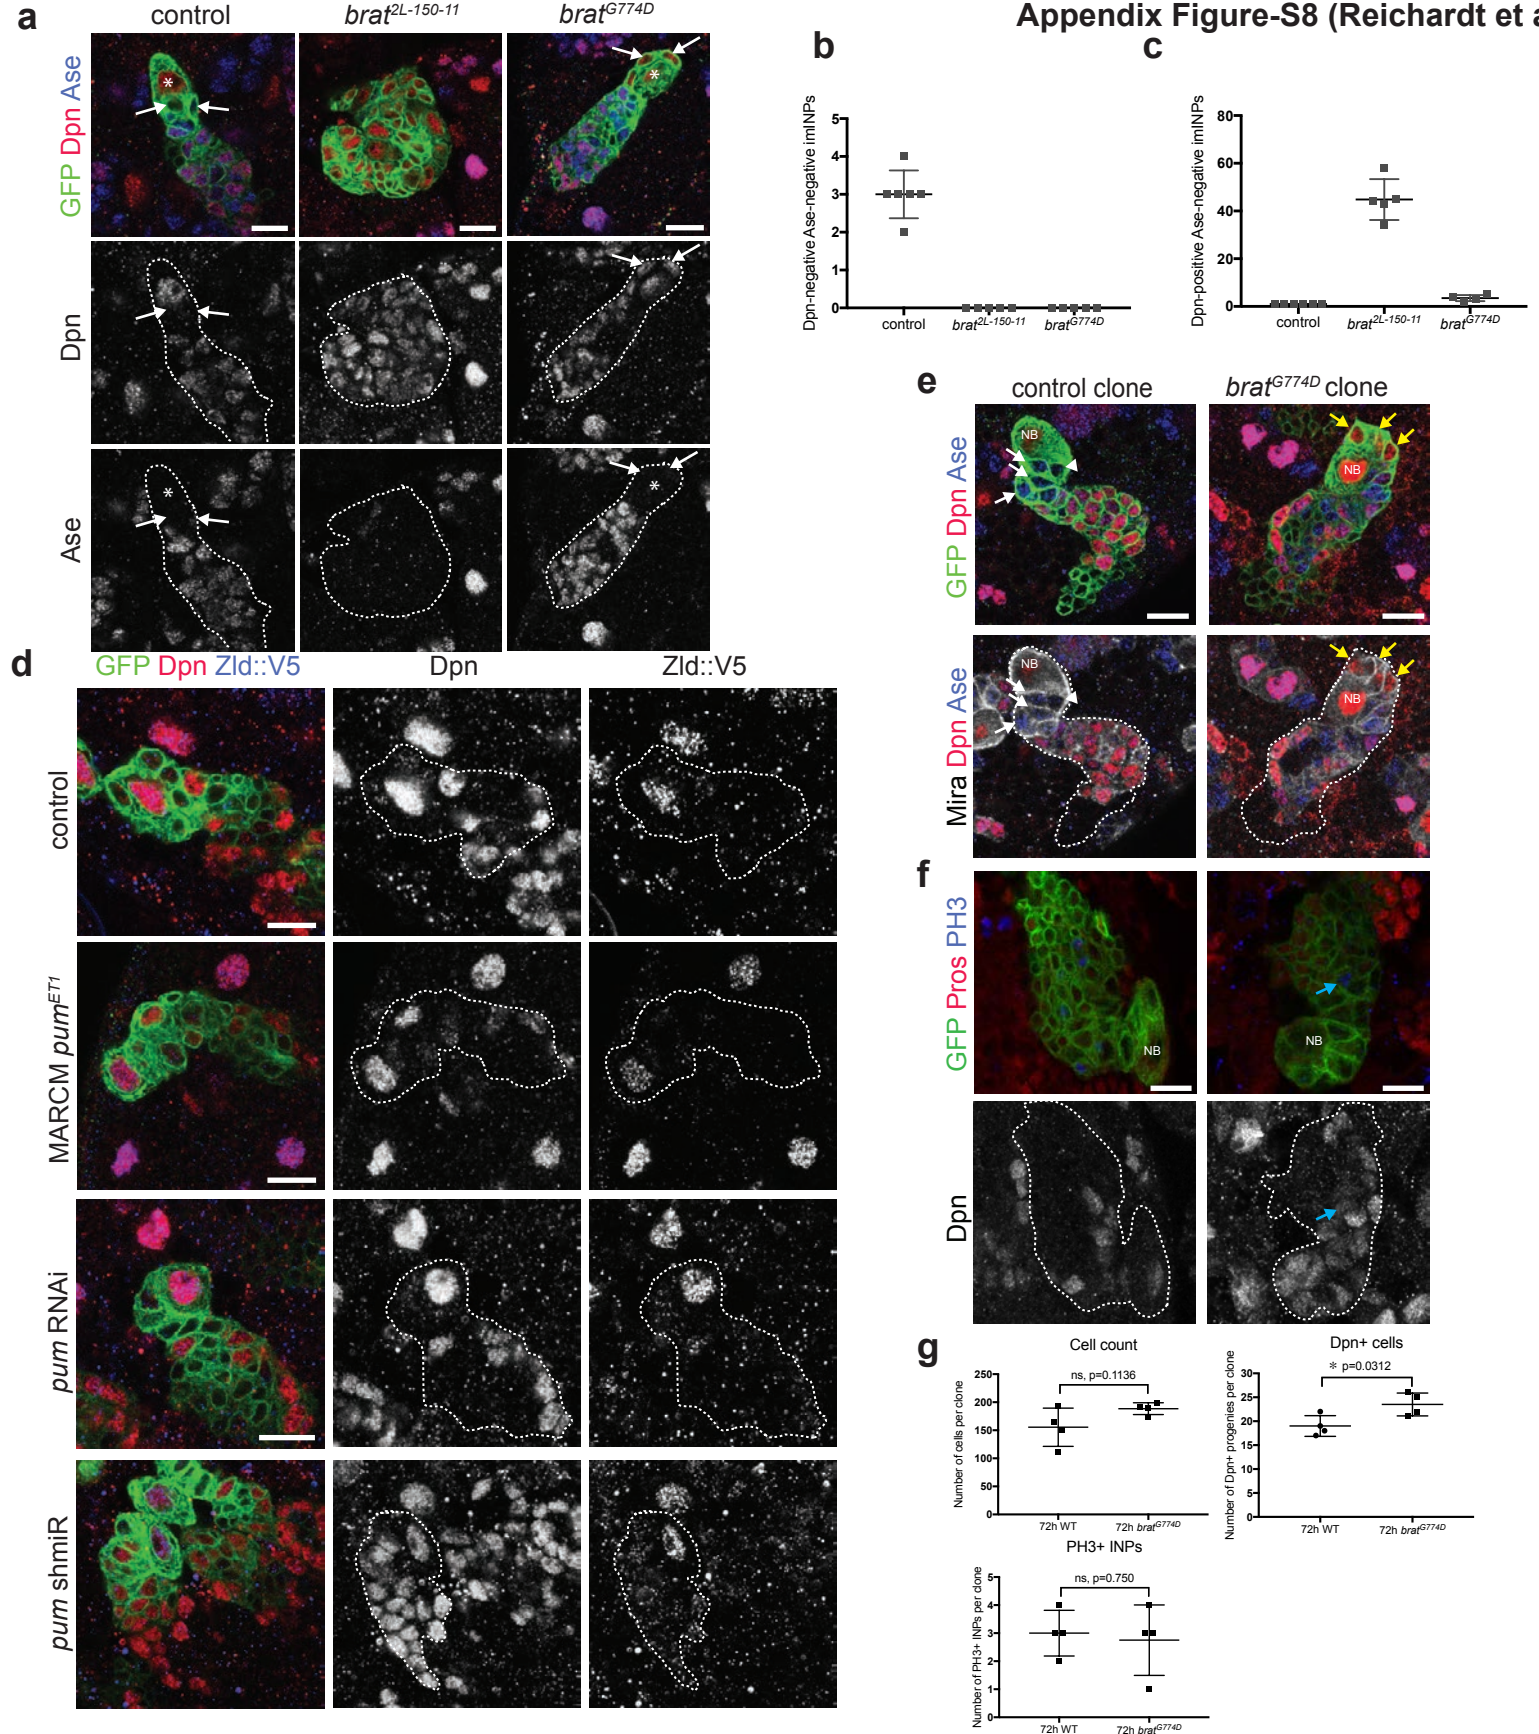 Appendix Figure-S8 (Reichardt et a
a
control
brat2L-150-11
bratG774D
GFP Dpn Ase
*
*
Dpn
Ase
*
*
b
Dpn-negative Ase-negative imINPs
5
4
3
2
1
0
control
brat2L-150-11
bratG774D
c
Dpn-positive Ase-negative imINPs
80
60
40
20
0
control
brat2L-150-11
bratG774D
d
GFP Dpn Zld::V5
Dpn
Zld::V5
control
MARCM pumET1
pum RNAi
pum shmiR
e
control clone
bratG774D clone
GFP Dpn Ase
NB
NB
Mira Dpn Ase
NB
NB
f
GFP Pros PH3
NB
NB
Dpn
g
Cell count
Number of cells per clone
250
200
150
100
50
0
ns, p=0.1136
72h WT
72h bratG774D
Dpn+ cells
Number of Dpn+ progenies per clone
30
25
20
15
10
5
0
* p=0.0312
72h WT
72h bratG774D
PH3+ INPs
Number of PH3+ INPs per clone
5
4
3
2
1
0
ns, p=0.750
72h WT
72h bratG774D